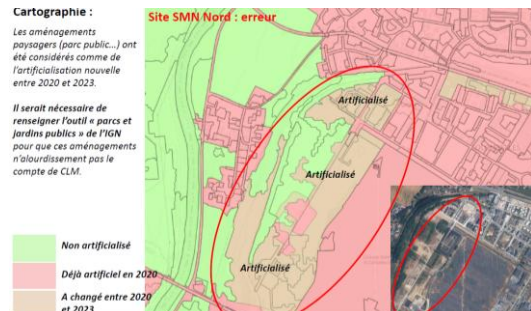 Cartographie :
Les aménagements
paysagers (parc public...) ont
été considérés comme de
l'artificialisation nouvelle
entre 2020 et 2023.
Il serait nécessaire de
renseigner l'outil « parcs et
jardins publics » de l'IGN
pour que ces aménagements
n'alourdissement pas le
compte de CLM.
Non artificialisé
Déjà artificiel en 2020
A changé entre 2020
et 2023
Site SMN Nord : erreur
Artificialisé
Artificialisé
Artificialisé